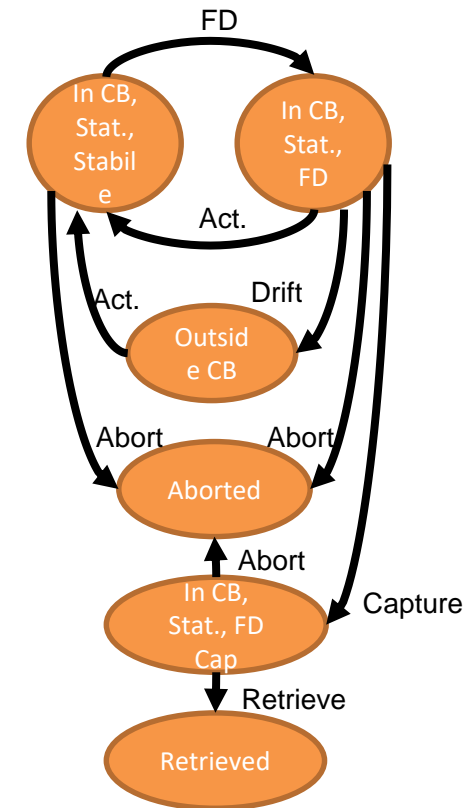 FD
In CB,
Stat.,
Stabil
e
In CB,
Stat.,
FD
Act.
Act.
Drift
Outsid
e CB
Abort
Abort
Aborted
Abort
In CB,
Stat., FD
Cap
Capture
Retrieve
Retrieved